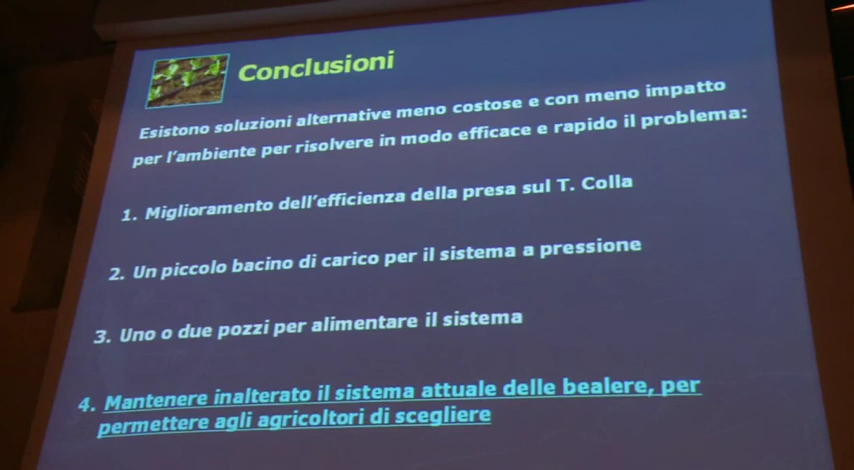 Conclusioni
Esistono soluzioni alternative meno costose e con meno impatto
per l'ambiente per risolvere in modo efficace e rapido il problema:
1. Miglioramento dell'efficienza della presa sul T. Colla
2. Un piccolo bacino di carico per il sistema a pressione
3. Uno o due pozzi per alimentare il sistema
4. Mantenere inalterato il sistema attuale delle bealere, per
permettere agli agricoltori di scegliere